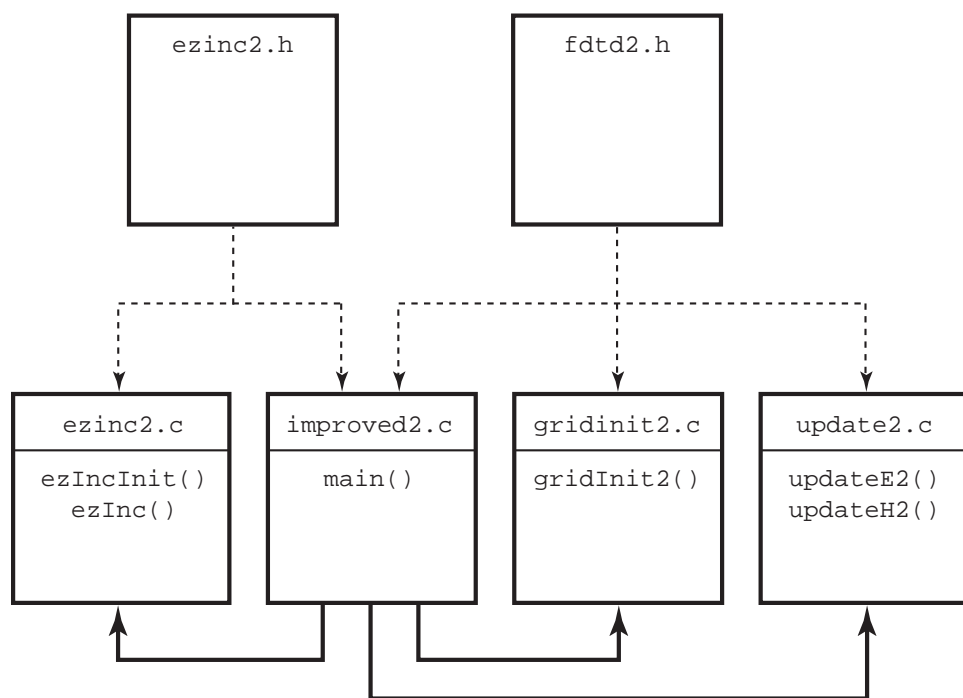 ezinc2.h
fdtd2.h
ezinc2.c
ezIncInit()
ezInc()
improved2.c
main()
gridinit2.c
gridInit2()
update2.c
updateE2()
updateH2()